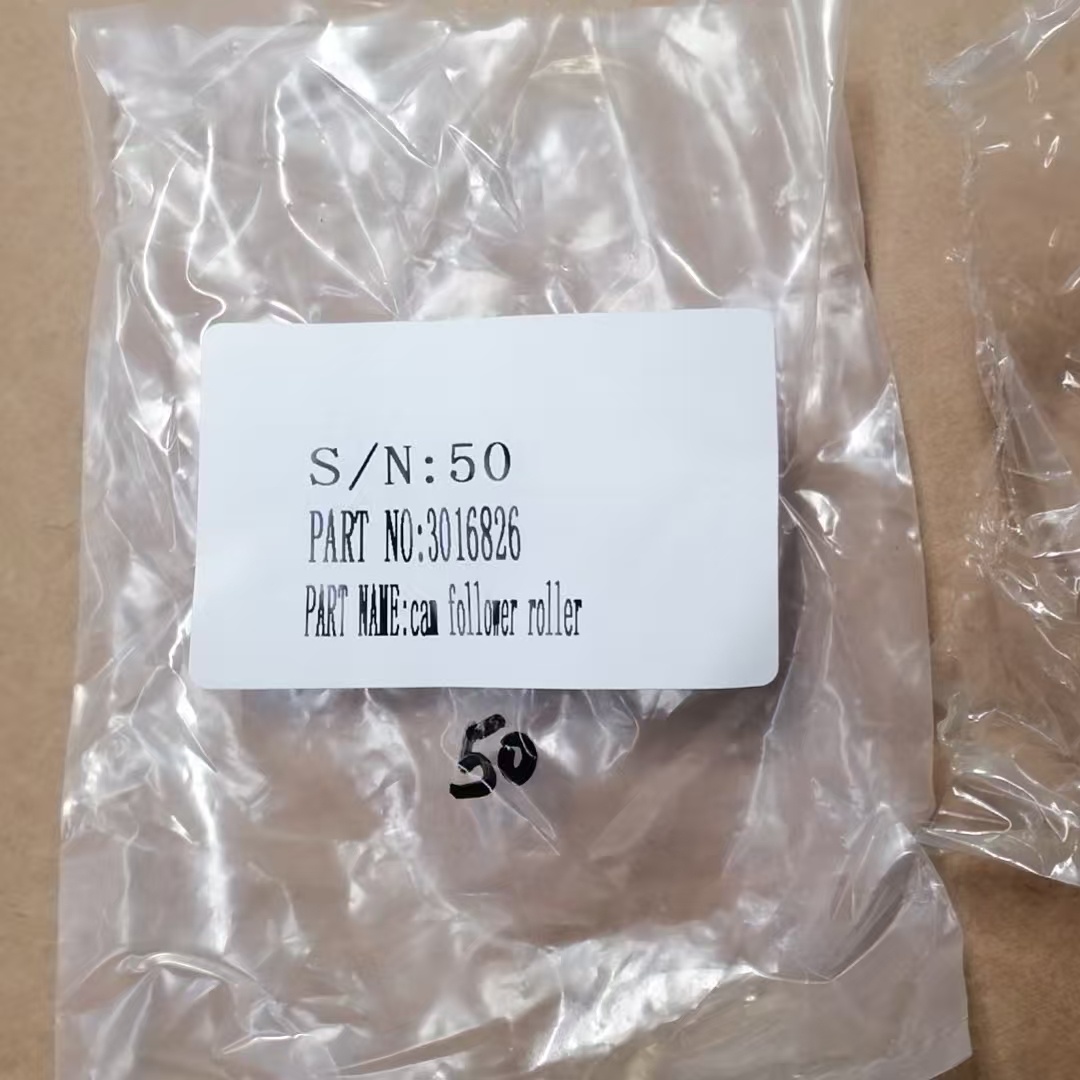 S/N:50
PART NO:3016826
PART NAME:cam follower roller
50